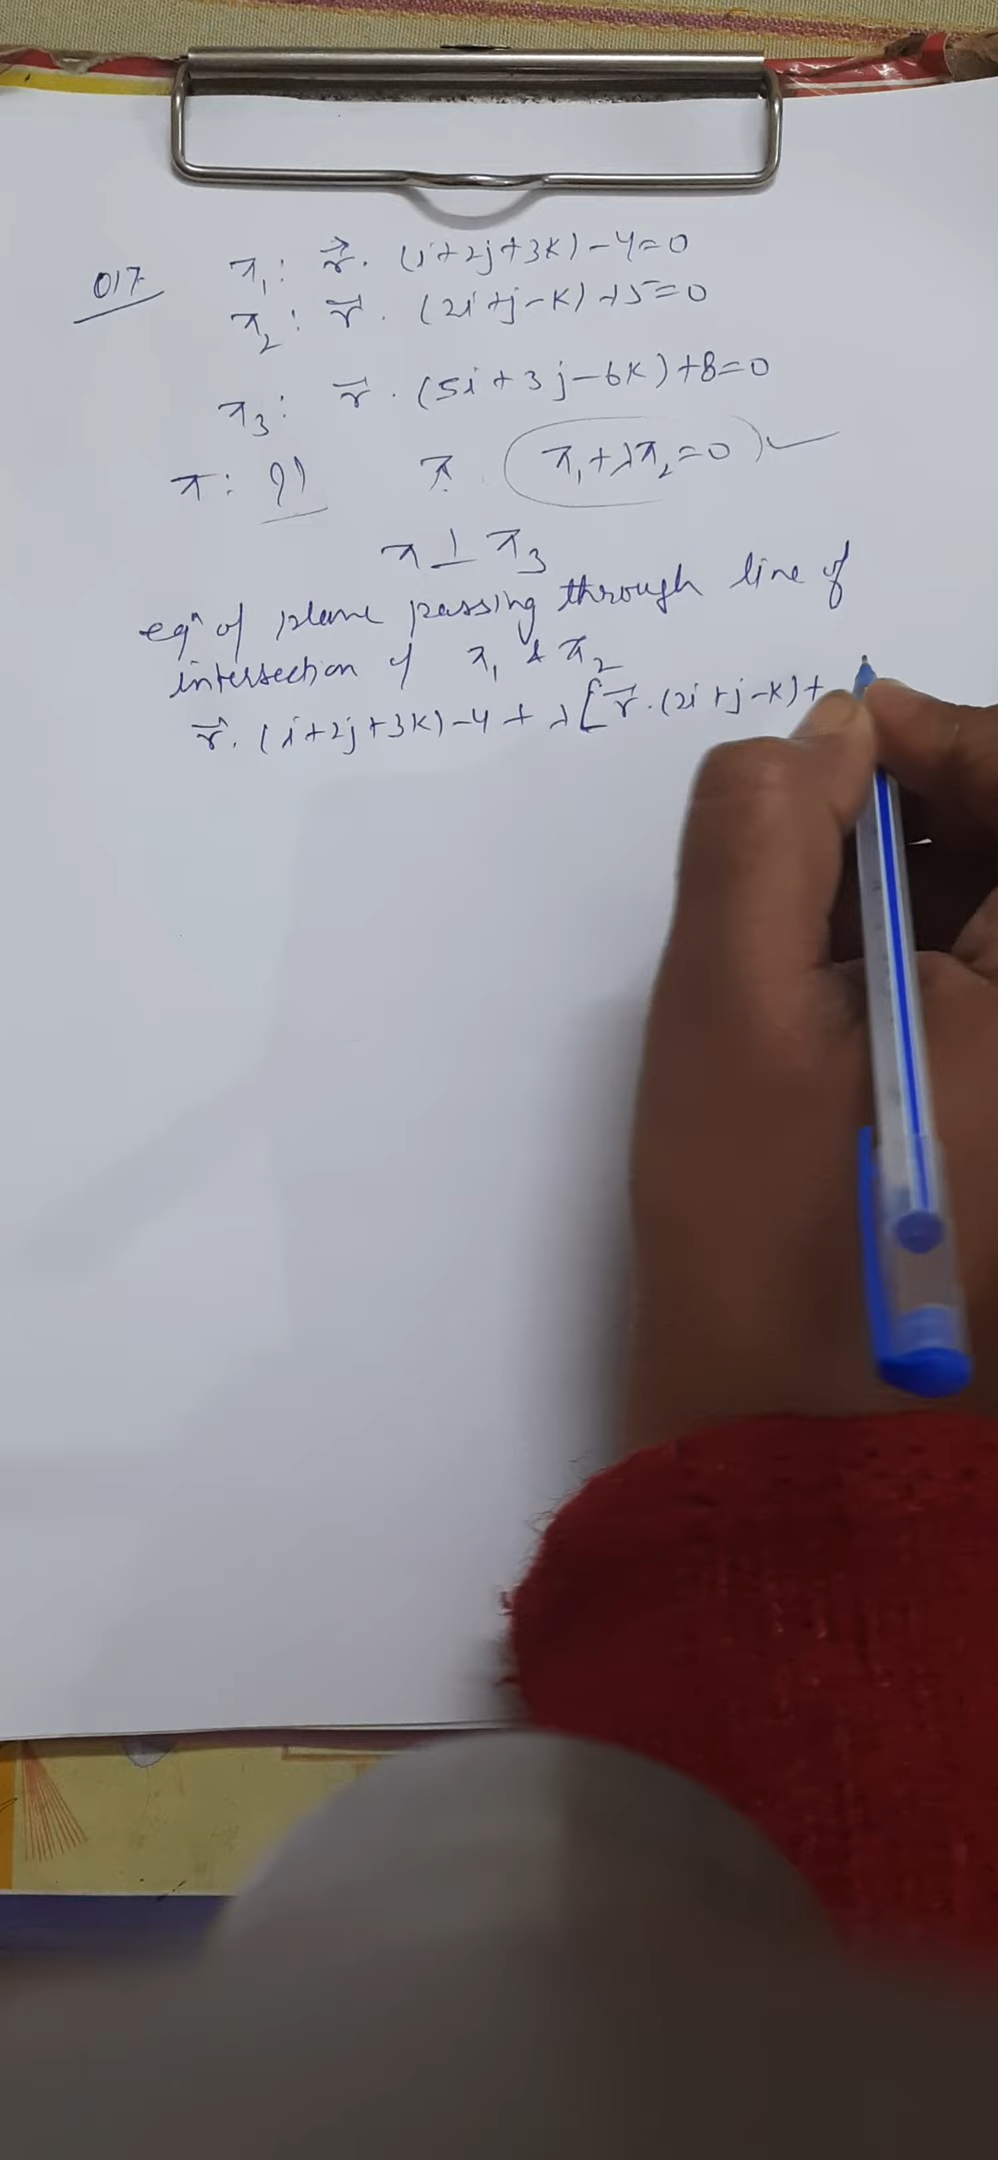 017 π₁: r⃗. (i+2j+3k)-4=0
π₂: r⃗. (2i+j-k)+5=0
π₃: r⃗. (5i+3j-6k)+8=0
π: ?? π π₁+λπ₂=0
π⊥π₃
eqⁿ of plane passing through line of
intersection of π₁ & π₂
r⃗. (i+2j+3k)-4+λ[r⃗.(2i+j-k)+